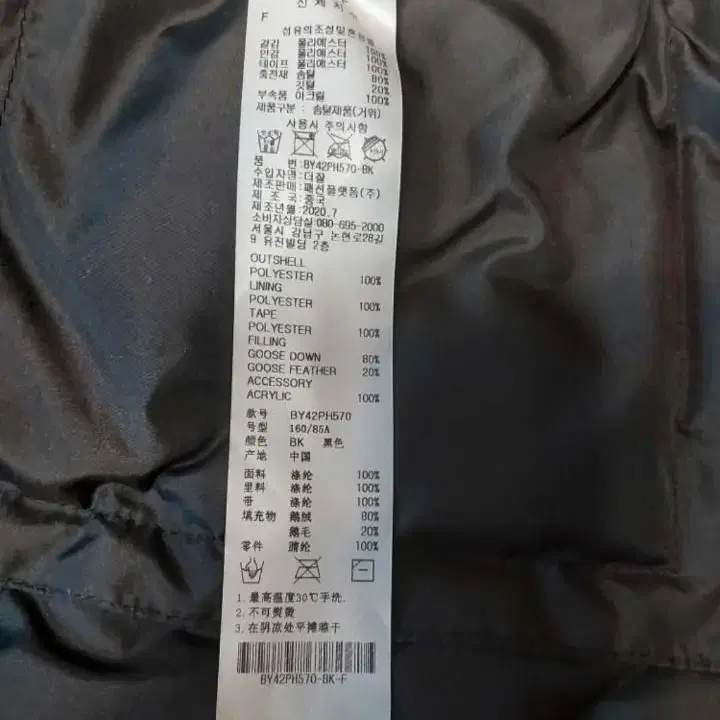 신체치수
F
섬유의조성및혼용율
겉감 폴리에스터 100%
안감 폴리에스터 100%
테이프 폴리에스터 100%
충전재 솜털 80%
깃털 20%
부속품 아크릴 100%
제품구분 : 솜털제품(거위)
사용상 주의사항
품 번:BY42PH570-BK
수입자명:더잘
제조판매:패션플랫폼(주)
제 조 국:중국
제조년월:2020.7
소비자상담실:080-695-2000
서울시 강남구 논현로28길
9 유진빌딩 2층
OUTSHELL
POLYESTER 100%
LINING
POLYESTER 100%
TAPE
POLYESTER 100%
FILLING
GOOSE DOWN 80%
GOOSE FEATHER 20%
ACCESSORY
ACRYLIC 100%
款号 BY42PH570
号型 160/85A
颜色 BK 黑色
产地 中国
面料 涤纶 100%
里料 涤纶 100%
带 涤纶 100%
填充物 鹅绒 80%
鹅毛 20%
零件 腈纶 100%
1.最高温度30℃手洗.
2.不可熨烫
3.在阴凉处平摊晾干
BY42PH570-BK-F